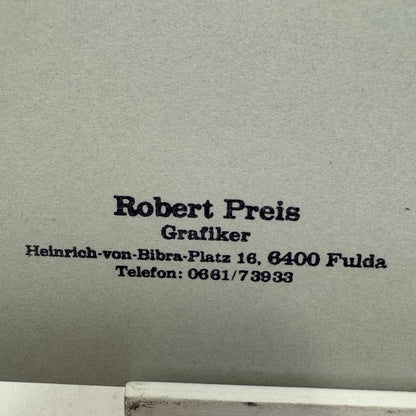 Robert Preis
Grafiker
Heinrich-von-Bibra-Platz 16, 6400 Fulda
Telefon: 0661/73933